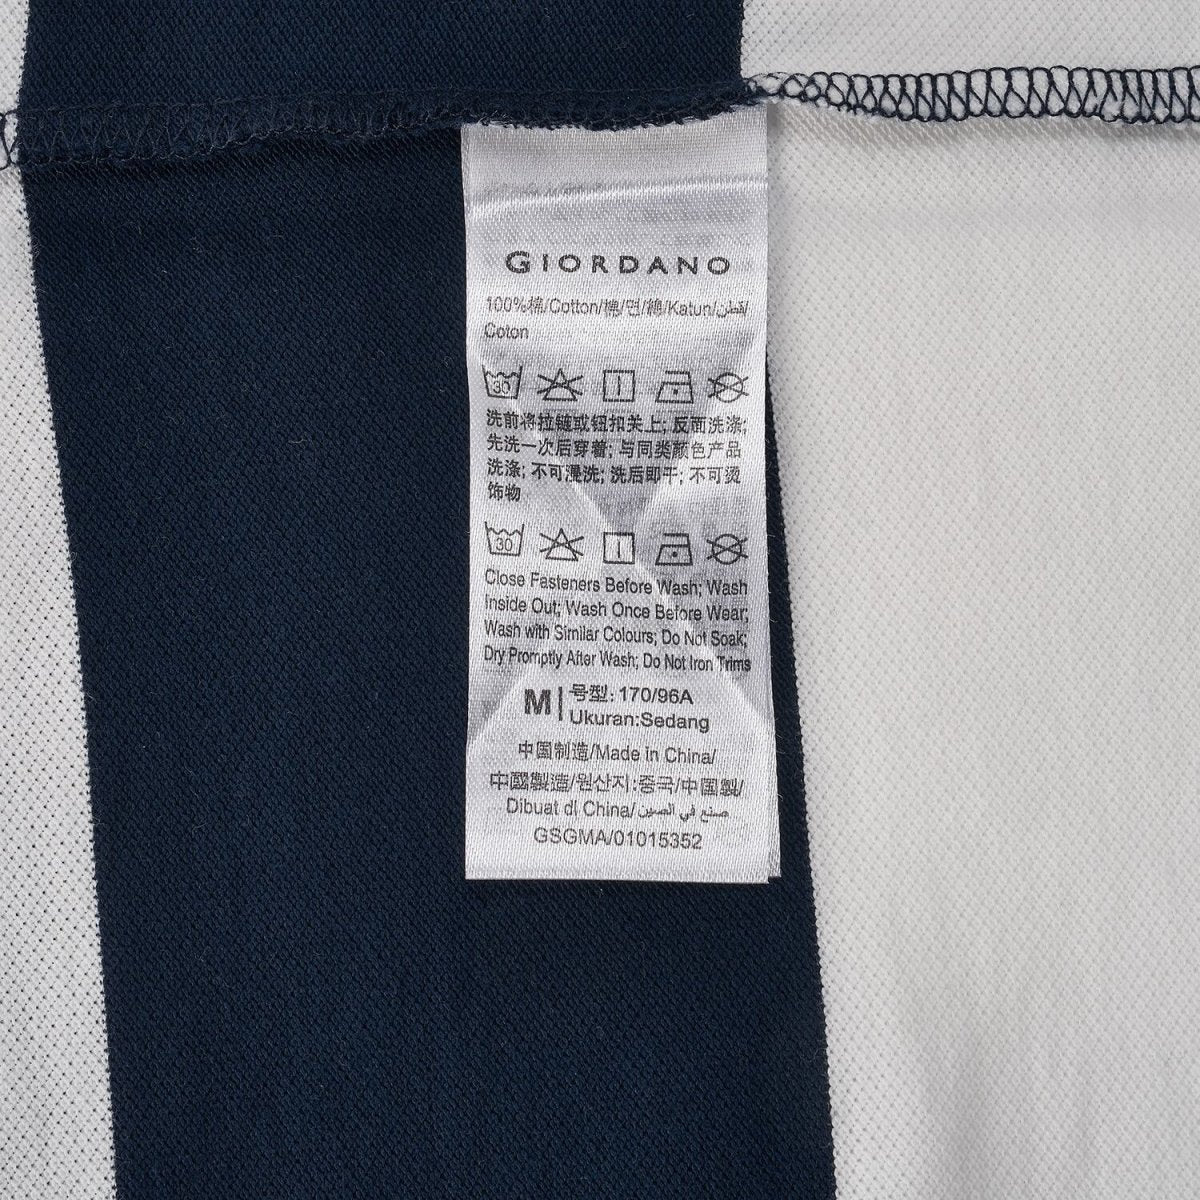 GIORDANO
100%棉/Cotton/棉/면/綿/Katun/قطن/
Coton
30
洗前将拉链或钮扣关上; 反面洗涤;
先洗一次后穿着; 与同类颜色产品
洗涤; 不可混洗; 洗后即干; 不可烫
饰物
30
Close Fasteners Before Wash; Wash
Inside Out; Wash Once Before Wear;
Wash with Similar Colours; Do Not Soak;
Dry Promptly After Wash; Do Not Iron Trims
M 号型: 170/96A
Ukuran:Sedang
中国制造/Made in China/
中國製造/원산지:중국/中国製/
Dibuat di China/صنع في الصين/
GSGMA/01015352